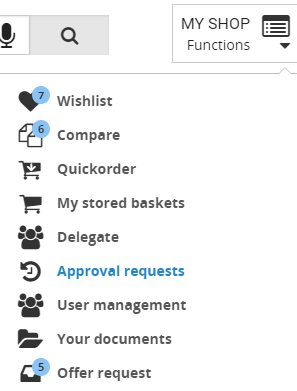 MY SHOP
Functions
7
Wishlist
6
Compare
Quickorder
My stored baskets
Delegate
Approval requests
User management
Your documents
5
Offer request